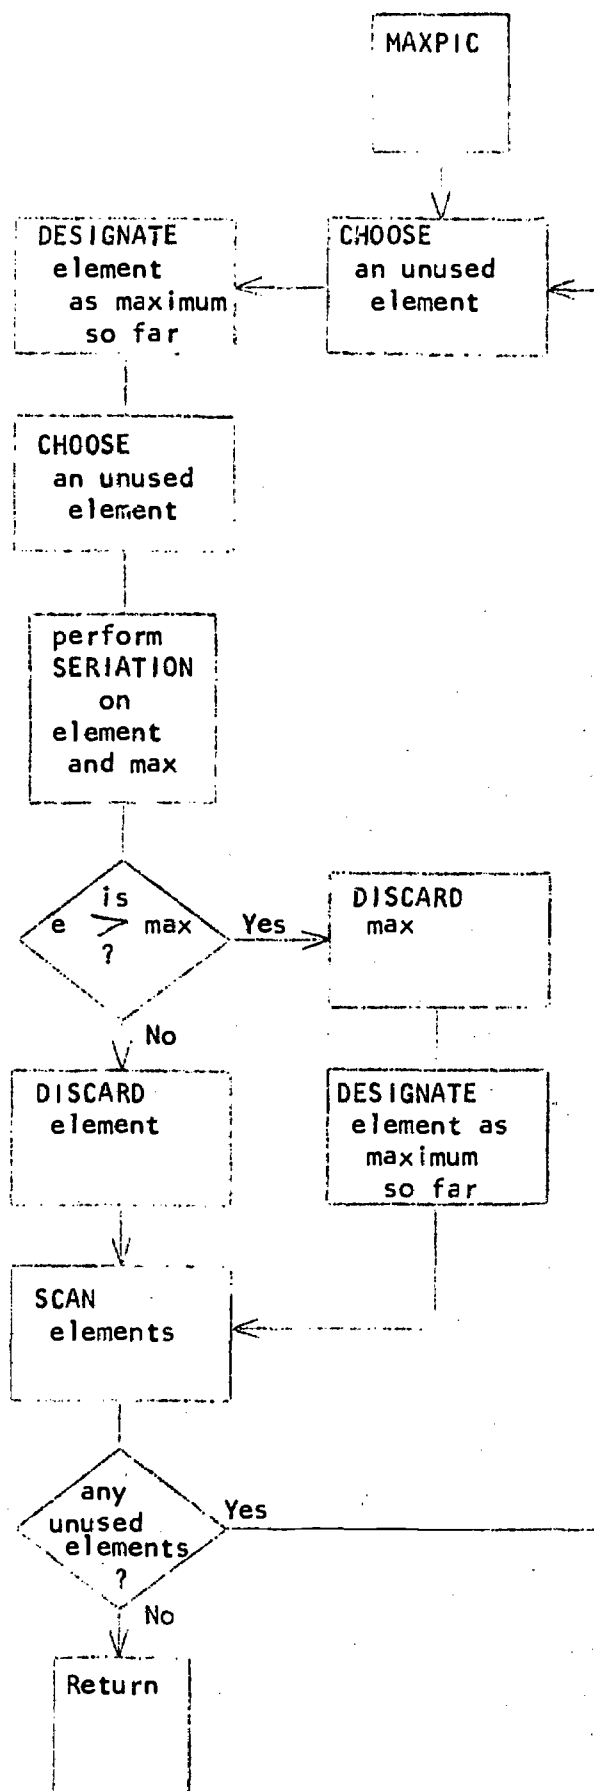 MAXPIC
CHOOSE
an unused
element
DESIGNATE
element
as maximum
so far
CHOOSE
an unused
element
perform
SERIATION
on
element
and max
is
e > max
?
Yes
DISCARD
max
No
DISCARD
element
DESIGNATE
element as
maximum
so far
SCAN
elements
any
unused
elements
?
Yes
No
Return